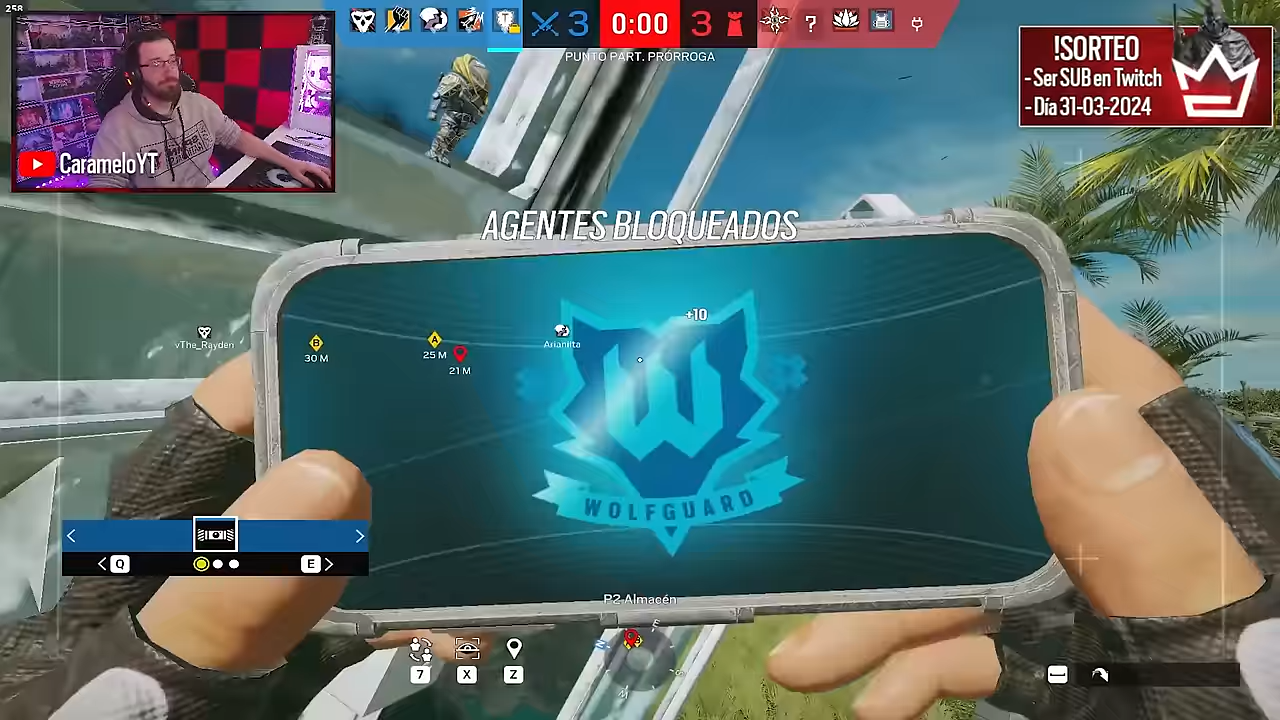 258
3
0:00
3
?
PUNTO PART. PRÓRROGA
!SORTEO
- Ser SUB en Twitch
- Día 31-03-2024
CarameloYT
AGENTES BLOQUEADOS
+10
vThe_Rayden
B
30 M
A
25 M
21 M
Arianiita
W
WOLFGUARD
Q
E
P2 Almacén
E
7
X
Z